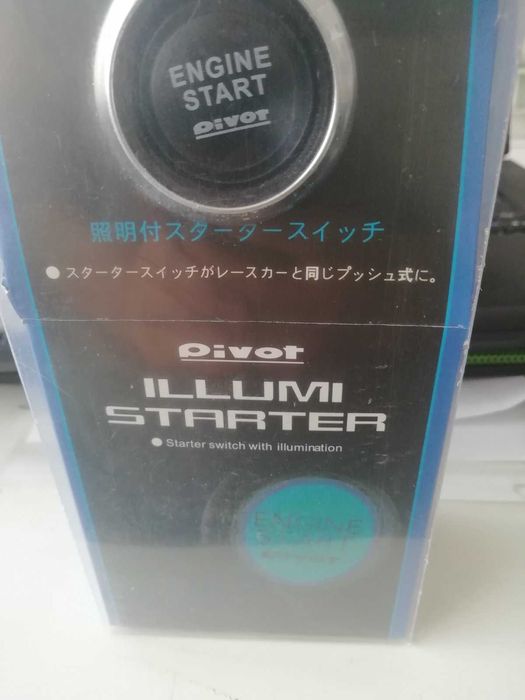 ENGINE
START
Pivot
照明付スタータースイッチ
● スタータースイッチがレースカーと同じプッシュ式に。
Pivot
ILLUMI
STARTER
● Starter switch with illumination
ENGINE
START